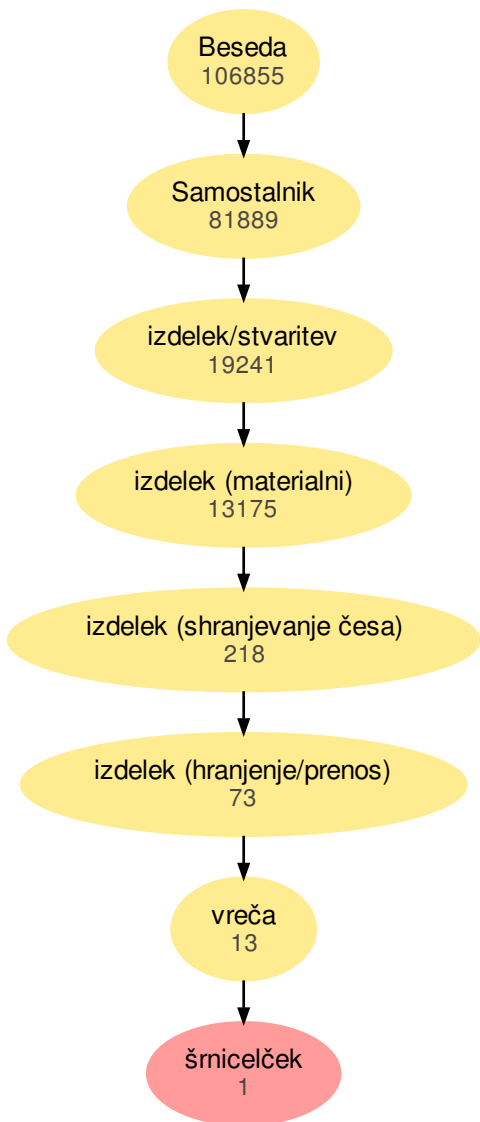 Beseda
106855
Samostalnik
81889
izdelek/stvaritev
19241
izdelek (materialni)
13175
izdelek (shranjevanje česa)
218
izdelek (hranjenje/prenos)
73
vreča
13
šrnicelček
1